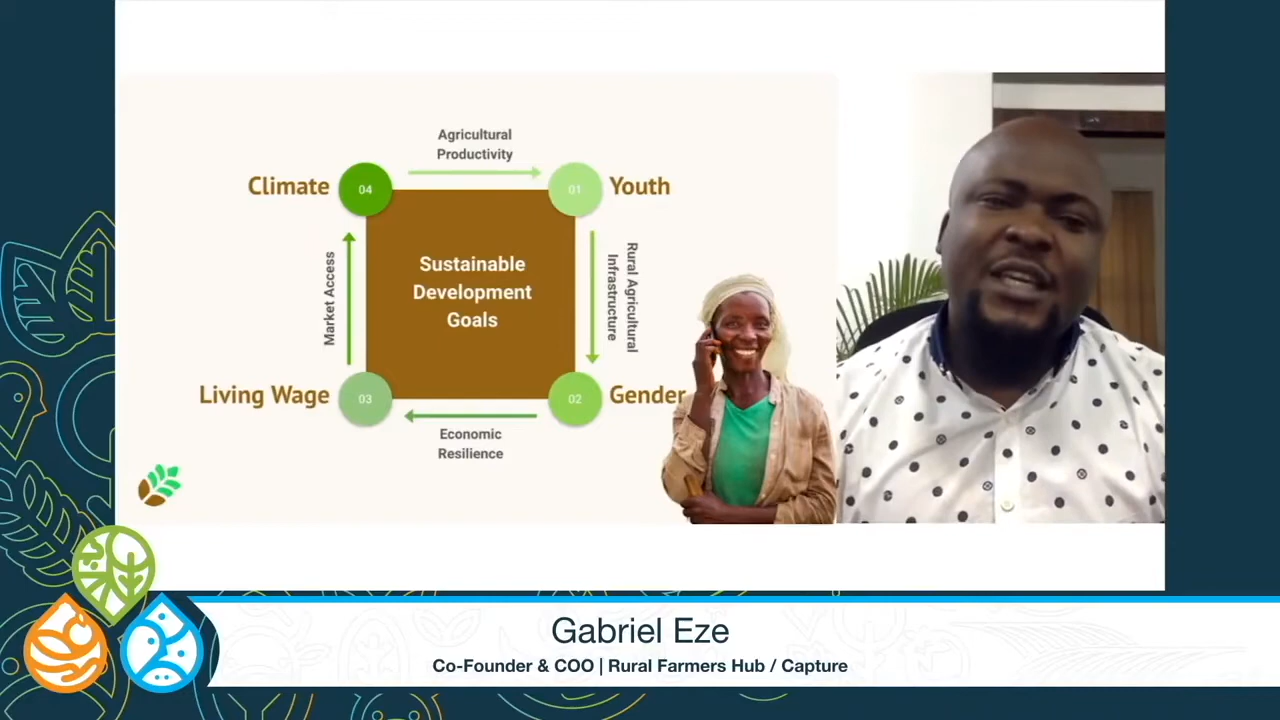 Agricultural
Productivity
Climate
04
01
Youth
Market Access
Sustainable
Development
Goals
Rural Agricultural
Infrastructure
Living Wage
03
02
Gender
Economic
Resilience
Gabriel Eze
Co-Founder & COO | Rural Farmers Hub / Capture